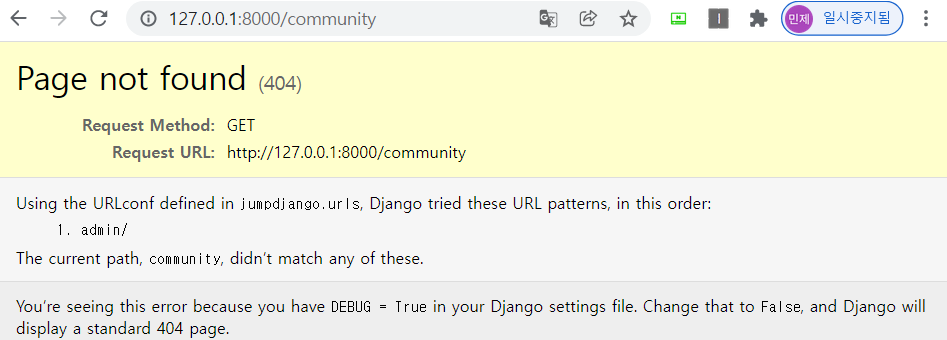 127.0.0.1:8000/community
민제 일시중지됨
Page not found (404)
Request Method: GET
Request URL: http://127.0.0.1:8000/community
Using the URLconf defined in jumpdjango.urls, Django tried these URL patterns, in this order:
1. admin/
The current path, community, didn't match any of these.
You're seeing this error because you have DEBUG = True in your Django settings file. Change that to False, and Django will
display a standard 404 page.